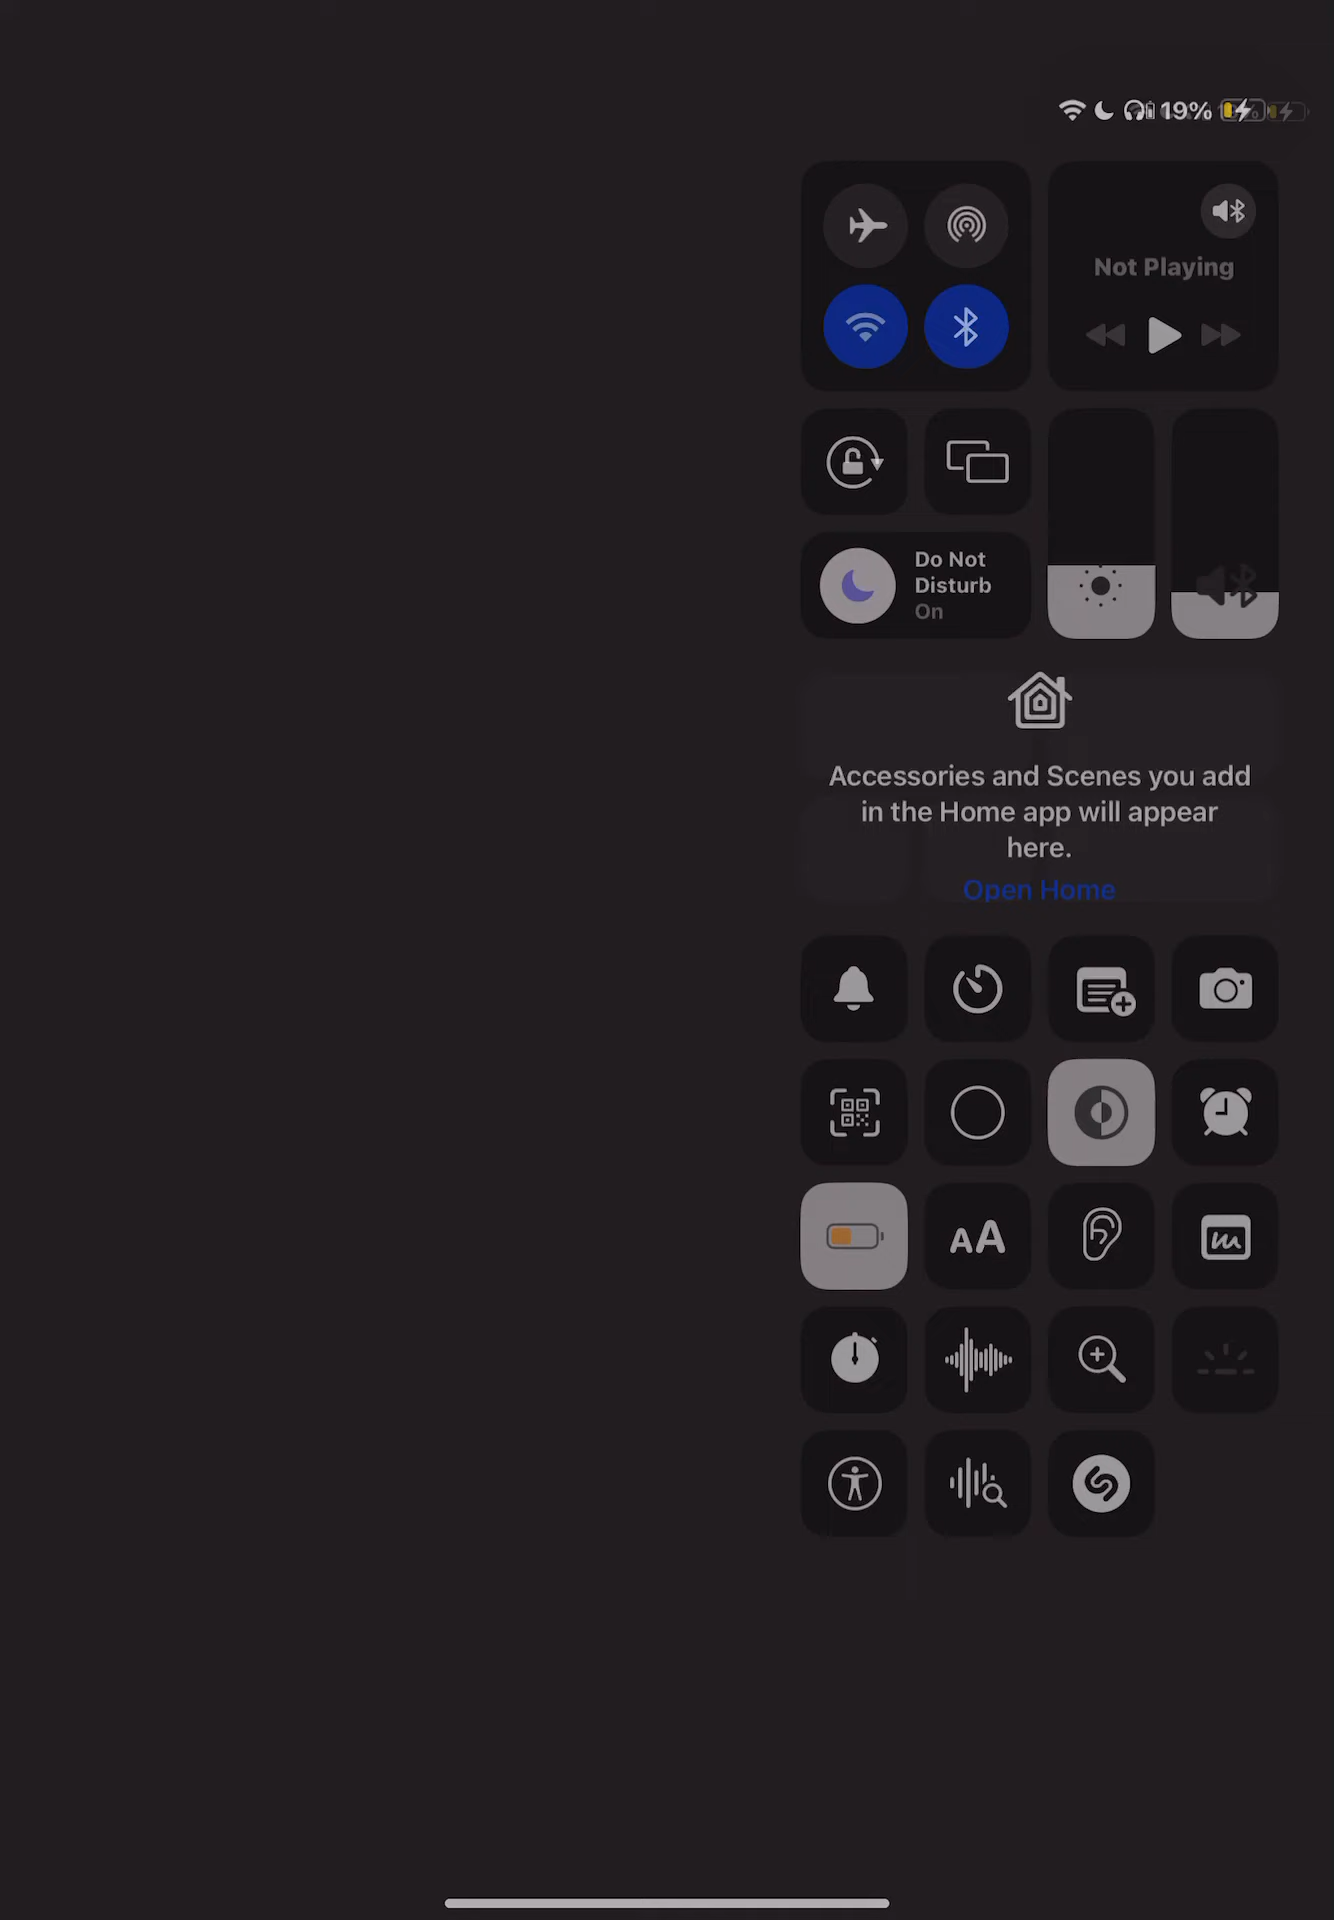 19%
Not Playing
Do Not
Disturb
On
Accessories and Scenes you add
in the Home app will appear
here.
Open Home
AA